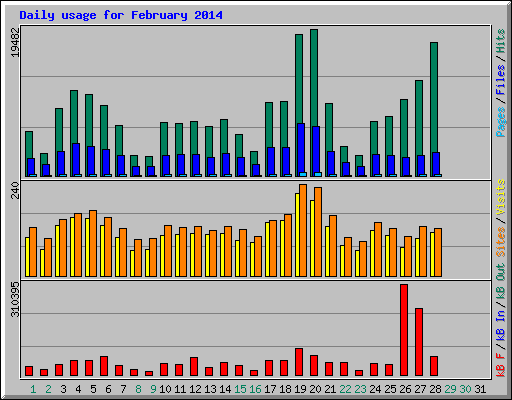 Daily usage for February 2014
19482
240
310395
Pages / Files / Hits
Sites / Visits
kB F / kB In / kB Out
1 2 3 4 5 6 7 8 9 10 11 12 13 14 15 16 17 18 19 20 21 22 23 24 25 26 27 28 29 30 31